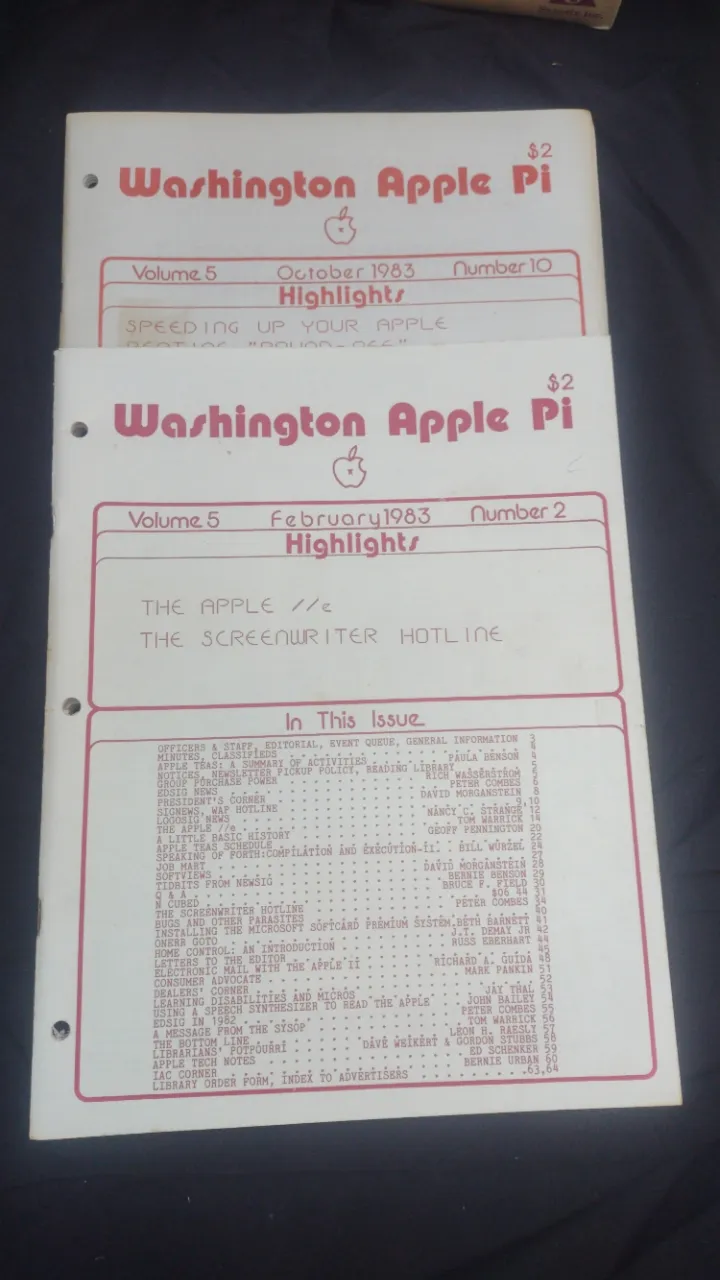 $2
Washington Apple Pi
Volume 5 October 1983 Number 10
Highlights
SPEEDING UP YOUR APPLE
$2
Washington Apple Pi
Volume 5 February 1983 Number 2
Highlights
THE APPLE //e
THE SCREENWRITER HOTLINE
In This Issue
OFFICERS & STAFF, EDITORIAL, EVENT QUEUE, GENERAL INFORMATION 3
MINUTES, CLASSIFIEDS 4
APPLE TEAS: A SUMMARY OF ACTIVITIES PAULA BENSON 4
NOTICES, NEWSLETTER PICKUP POLICY, READING LIBRARY 5
GROUP PURCHASE POWER RICH WASSERSTROM 5
EDSIG NEWS PETER COMBES 6
PRESIDENT'S CORNER DAVID MORGANSTEIN 8
SIGNEWS, WAP HOTLINE 9,10
LOGOSIG NEWS NANCY C. STRANGE 12
THE APPLE //e TOM WARRICK 14
A LITTLE BASIC HISTORY GEOFF PENNINGTON 20
APPLE TEAS SCHEDULE 22
SPEAKING OF FORTH:COMPILATION AND EXECUTION-II BILL WURZEL 24
JOB MART 27
SOFTVIEWS DAVID MORGANSTEIN 28
TIDBITS FROM NEWSIG BERNIE BENSON 29
Q & A BRUCE F. FIELD 30
N CUBED 31
THE SCREENWRITER HOTLINE PETER COMBES 34
BUGS AND OTHER PARASITES 40
INSTALLING THE MICROSOFT SOFTCARD PREMIUM SYSTEM BETH BARNETT 41
ONERR GOTO J.T. DEMAY JR 42
HOME CONTROL: AN INTRODUCTION RUSS EBERHART 44
LETTERS TO THE EDITOR 45
ELECTRONIC MAIL WITH THE APPLE II RICHARD A. GUIDA 48
CONSUMER ADVOCATE MARK PANKIN 51
DEALERS' CORNER 52
LEARNING DISABILITIES AND MICROS JAY THAL 53
USING A SPEECH SYNTHESIZER TO READ THE APPLE JOHN BAILEY 54
EDSIG IN 1982 PETER COMBES 55
A MESSAGE FROM THE SYSOP TOM WARRICK 56
THE BOTTOM LINE LEON H. RAESLY 57
LIBRARIANS' POTPOURRI DAVE WEIKERT & GORDON STUBBS 58
APPLE TECH NOTES ED SCHENKER 59
IAC CORNER BERNIE URBAN 60
LIBRARY ORDER FORM, INDEX TO ADVERTISERS 63,64